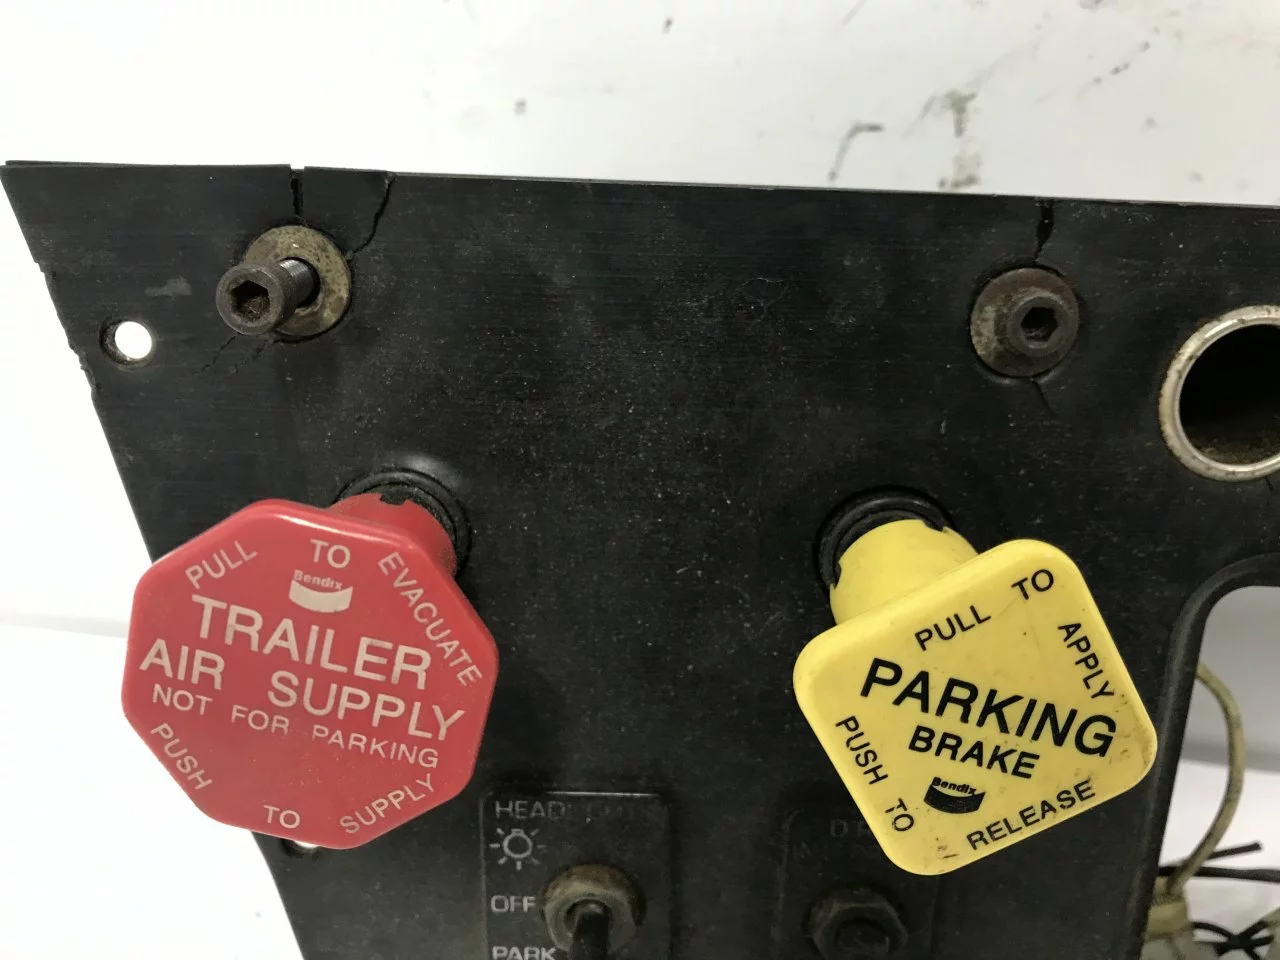 PULL TO EVACUATE
Bendix
TRAILER
AIR SUPPLY
NOT FOR PARKING
PUSH TO SUPPLY
PULL TO APPLY
PARKING
BRAKE
Bendix
PUSH TO RELEASE
OFF
PARK